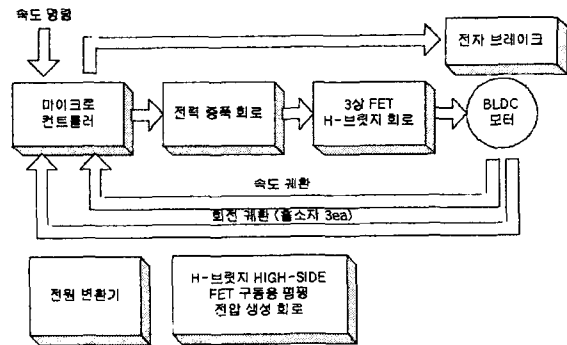 속도 명령
전자 브레이크
마이크로
컨트롤러
전력 증폭 회로
3상 FET
H-브릿지 회로
BLDC
모터
속도 궤환
회전 궤환 (홀소자 3ea)
전원 변환기
H-브릿지 HIGH-SIDE
FET 구동용 펌핑
전압 생성 회로